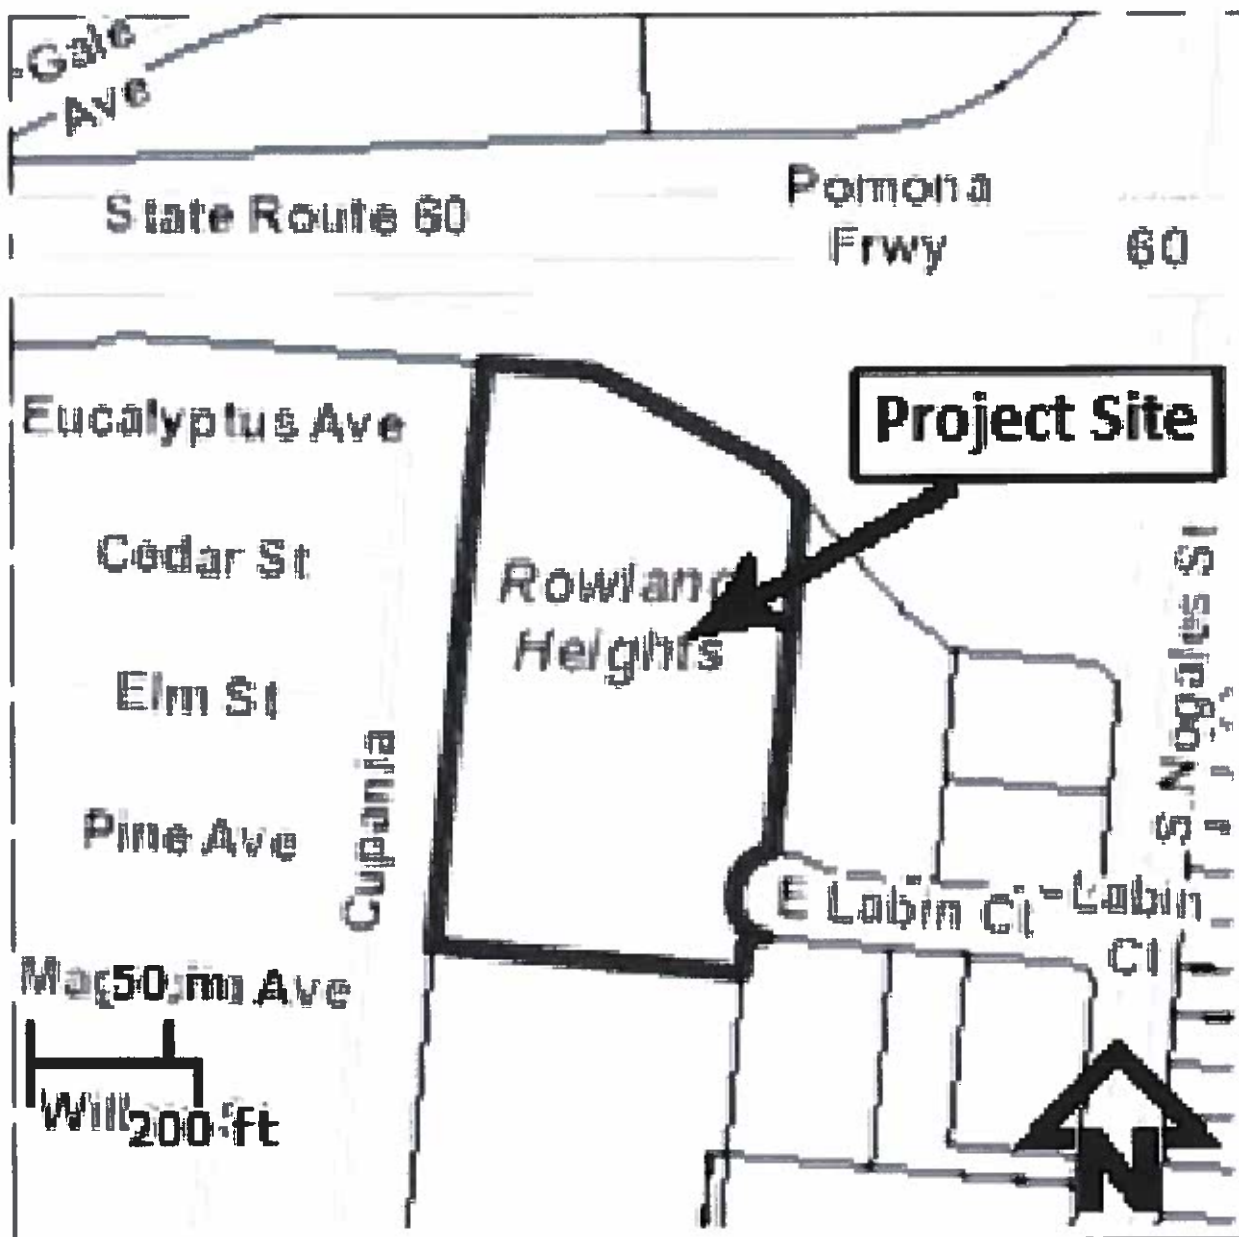 Gale
Ave
State Route 60
Pomona
Frwy
60
Eucalyptus Ave
Project Site
Cedar St
Rowland
Heights
Elm St
S Nogales St
Cupania
Pine Ave
E Labin Ct
Labin
Ct
50 m Ave
200 ft
N